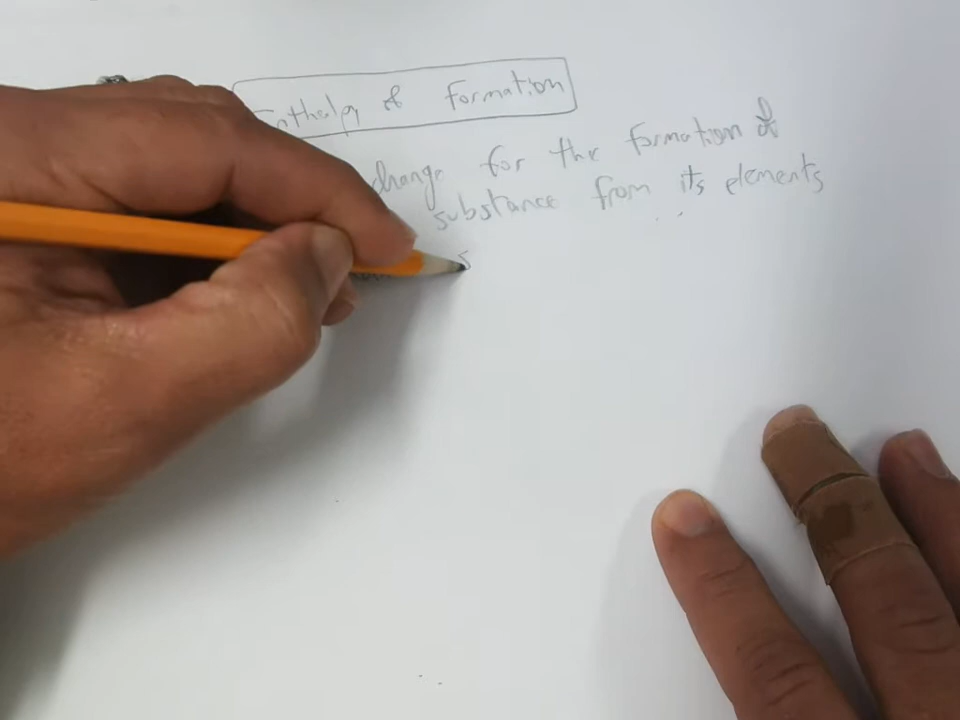 Enthalpy of formation
change for the formation of
substance from its elements